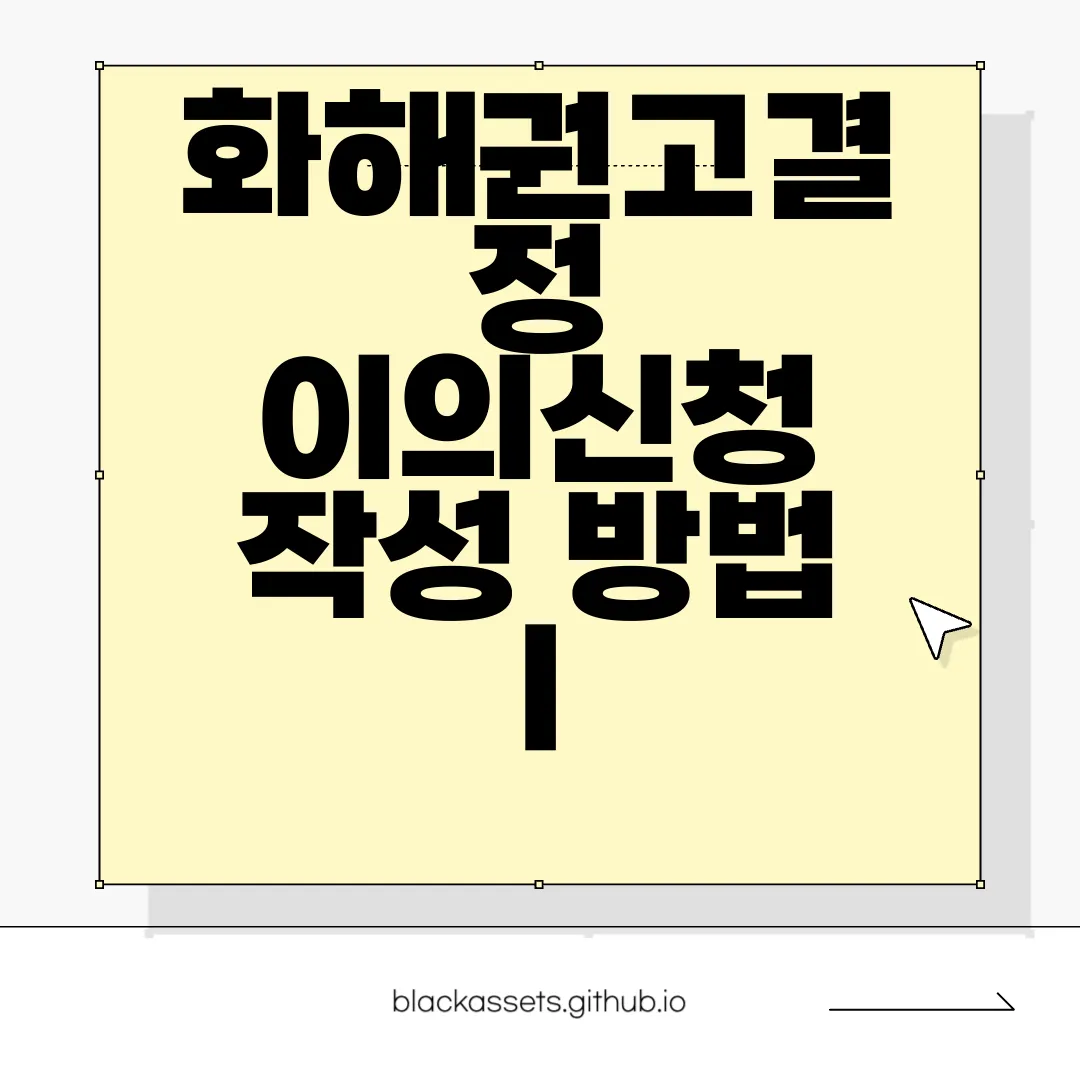 화해권고결
정
이의신청
작성 방법
|
blackassets.github.io